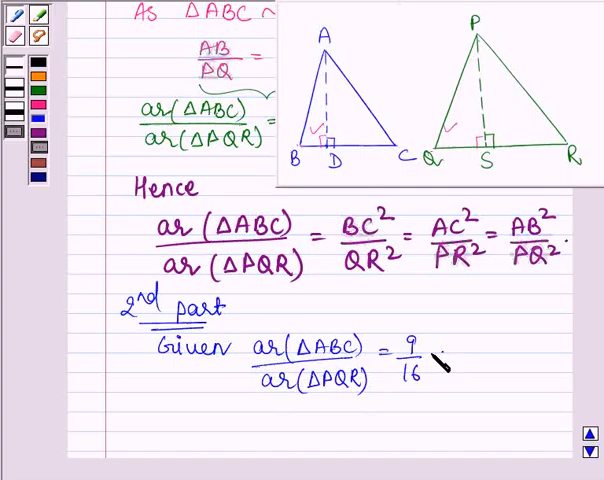 As ΔABC ~
AB/PQ =
ar(ΔABC)/ar(ΔPQR) =
A
B D C
P
Q S R
Hence
ar(ΔABC)/ar(ΔPQR) = BC²/QR² = AC²/PR² = AB²/PQ².
2nd part
Given ar(ΔABC)/ar(ΔPQR) = 9/16